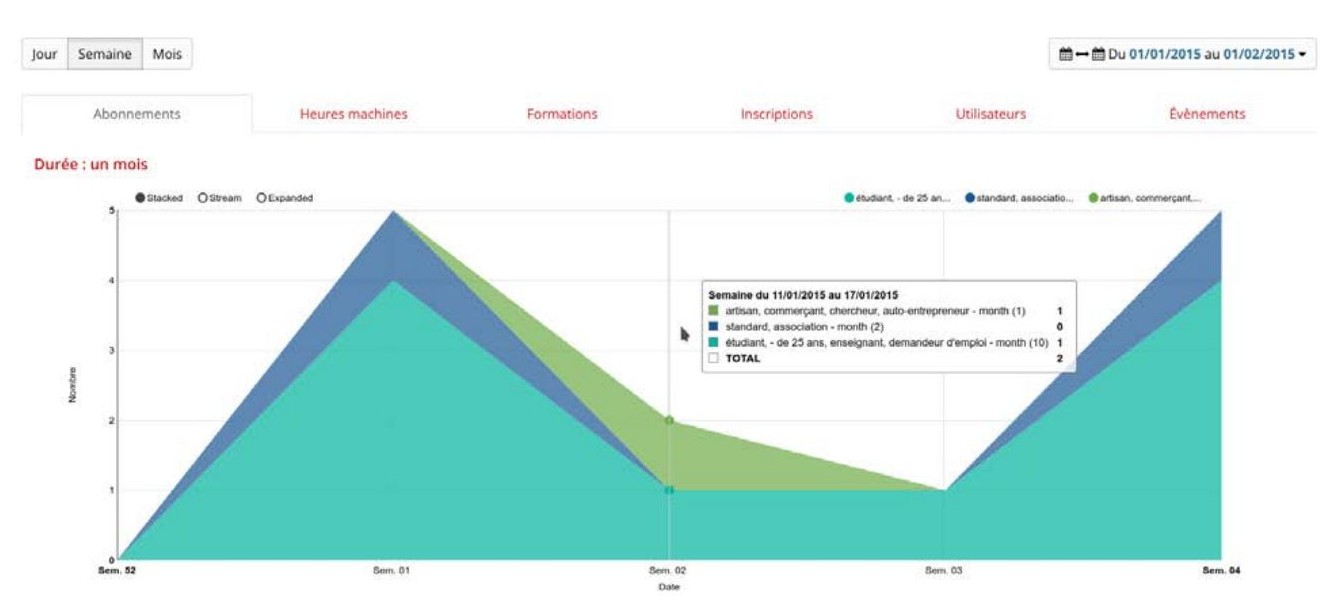 Jour Semaine Mois
Du 01/01/2015 au 01/02/2015
Abonnements Heures machines Formations Inscriptions Utilisateurs Évènements
Durée : un mois
Stacked Stream Expanded
étudiant, - de 25 an... standard, associatio... artisan, commerçant,...
5
4
Semaine du 11/01/2015 au 17/01/2015
artisan, commerçant, chercheur, auto-entrepreneur - month (1) 1
standard, association - month (2) 0
étudiant, - de 25 ans, enseignant, demandeur d'emploi - month (10) 1
TOTAL 2
3
Nombre
2
1
0
Sem. 52 Sem. 01 Sem. 02 Sem. 03 Sem. 04
Date